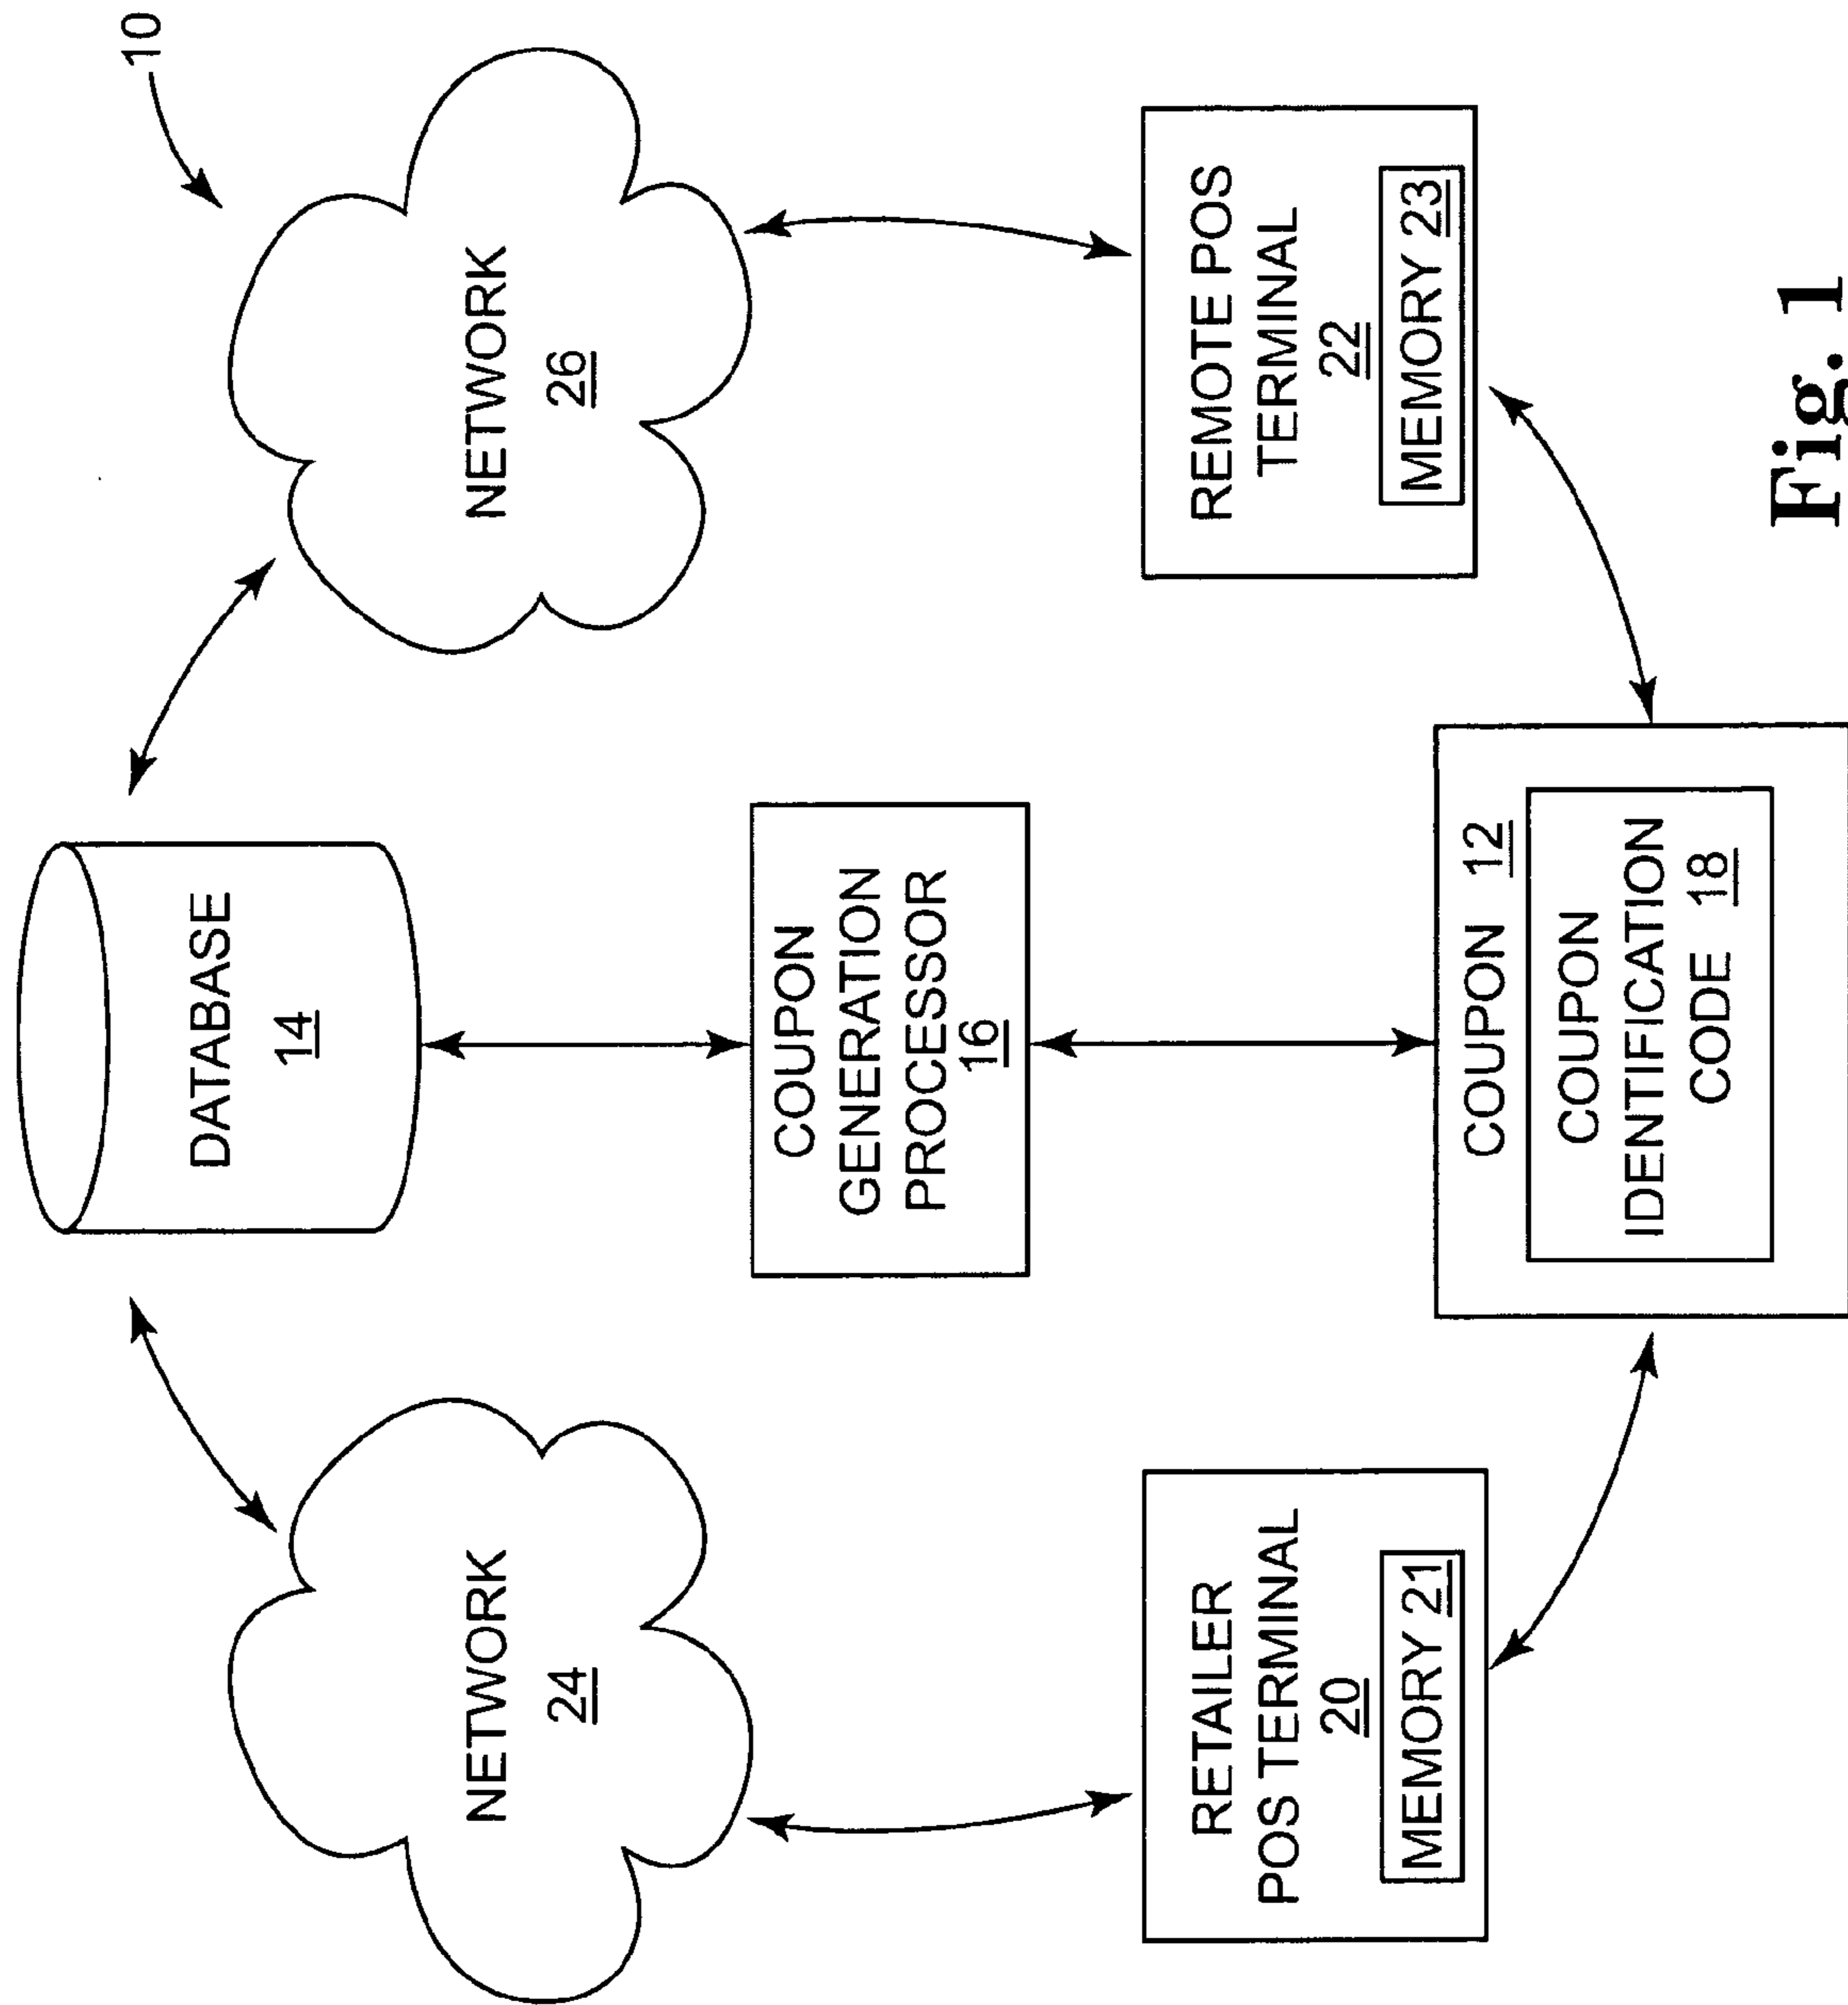 10
DATABASE
14
NETWORK
24
NETWORK
26
COUPON
GENERATION
PROCESSOR
16
RETAILER
POS TERMINAL
20
MEMORY 21
REMOTE POS
TERMINAL
22
MEMORY 23
COUPON 12
COUPON
IDENTIFICATION
CODE 18
Fig. 1